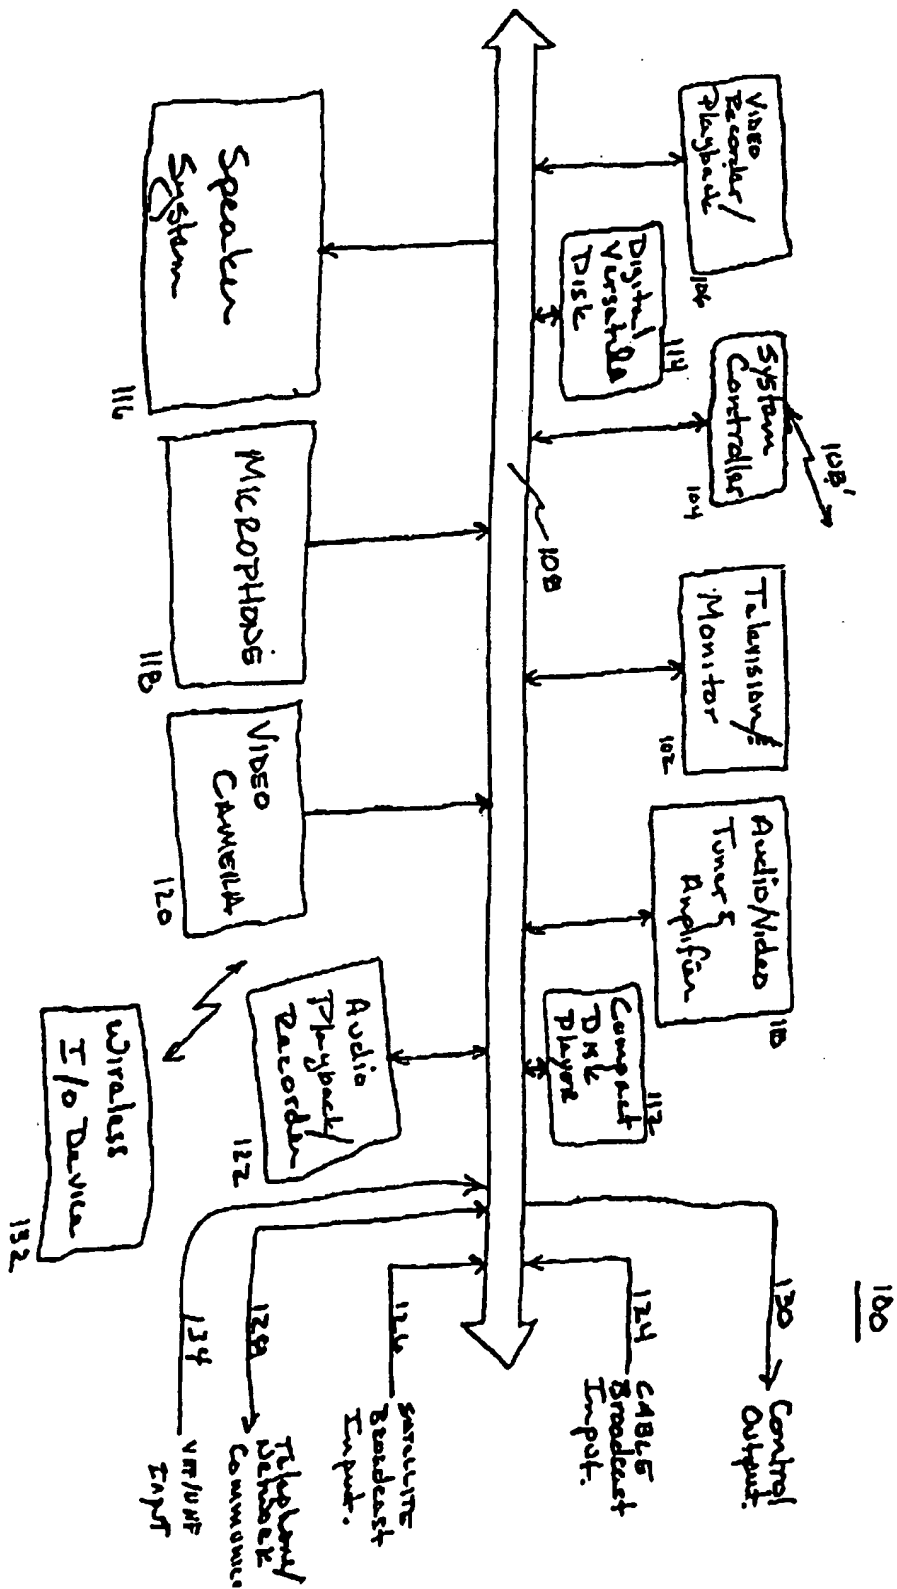 100
VIDEO
Recorder/
Playback
106
System
Controller
104
108'
Television/
Monitor
102
Audio/Video
Tuner &
Amplifier
110
Digital
Versatile
Disk
114
Compact
Disk
Player
112
108
Speaker
System
116
MICROPHONE
118
VIDEO
CAMERA
120
Audio
Playback/
Recorder
122
Wireless
I/O Device
132
130
Control
Output.
124
CABLE
Broadcast
Input.
126
SATELLITE
Broadcast
Input.
128
Telephone/
Network
Communic
134
VHF/UHF
Input